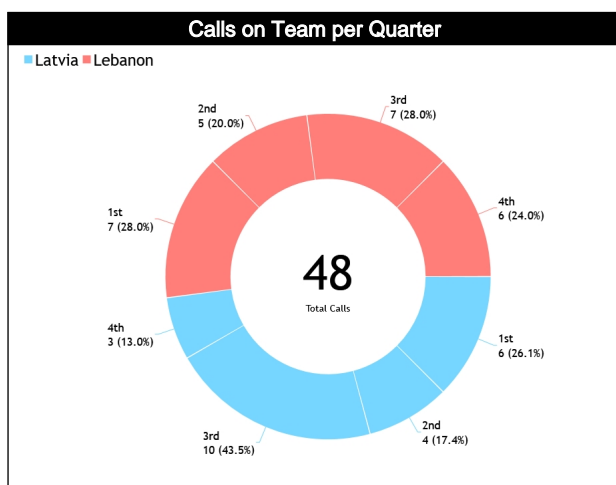 Calls on Team per Quarter
Latvia Lebanon
2nd
5 (20.0%)
3rd
7 (28.0%)
4th
6 (24.0%)
1st
7 (28.0%)
48
Total Calls
4th
3 (13.0%)
1st
6 (26.1%)
3rd
10 (43.5%)
2nd
4 (17.4%)